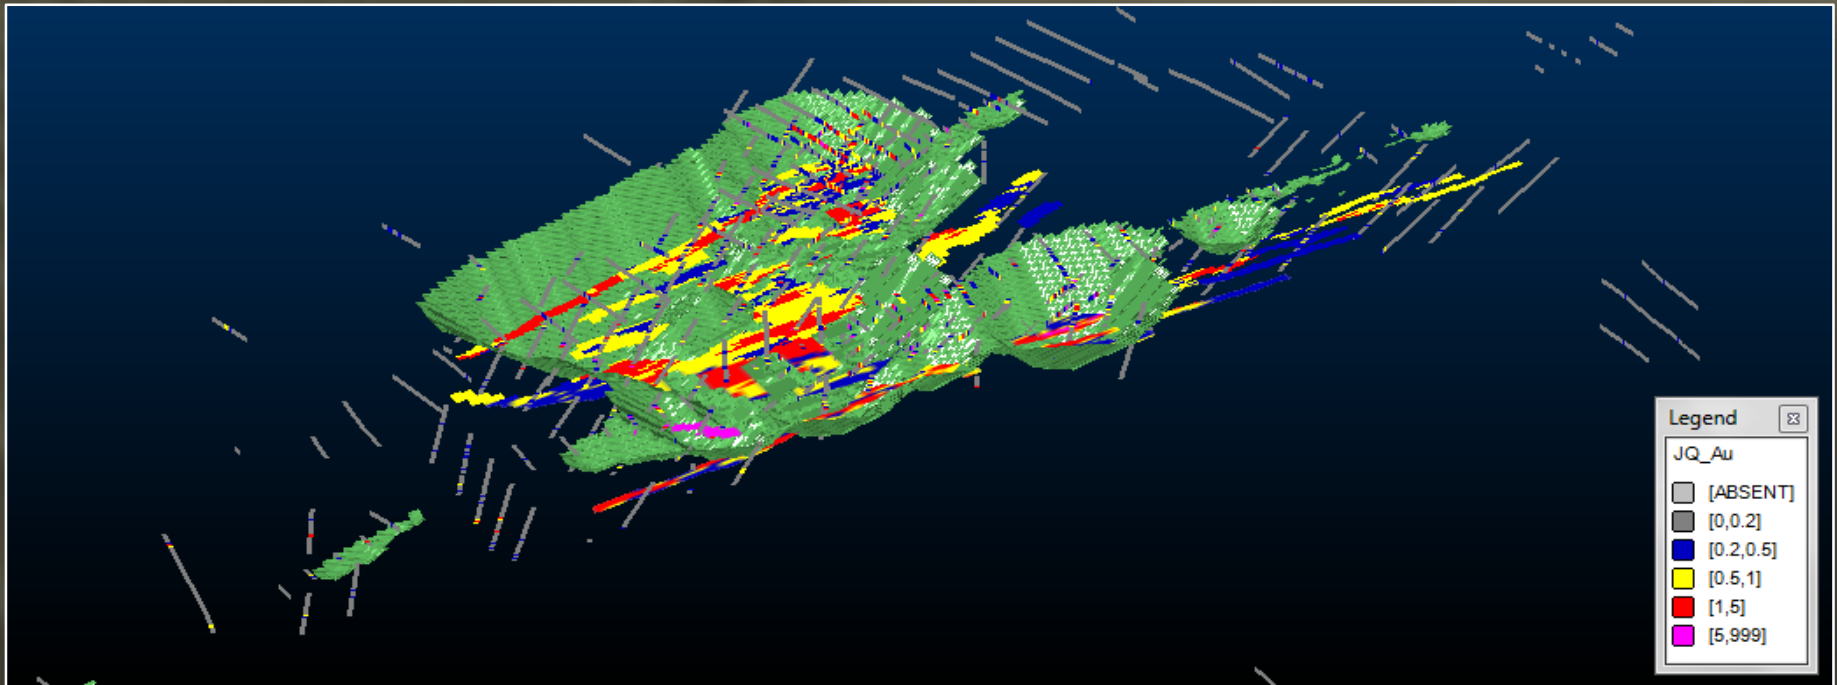 Legend
JQ_Au
[ABSENT]
[0,0.2]
[0.2,0.5]
[0.5,1]
[1,5]
[5,999]